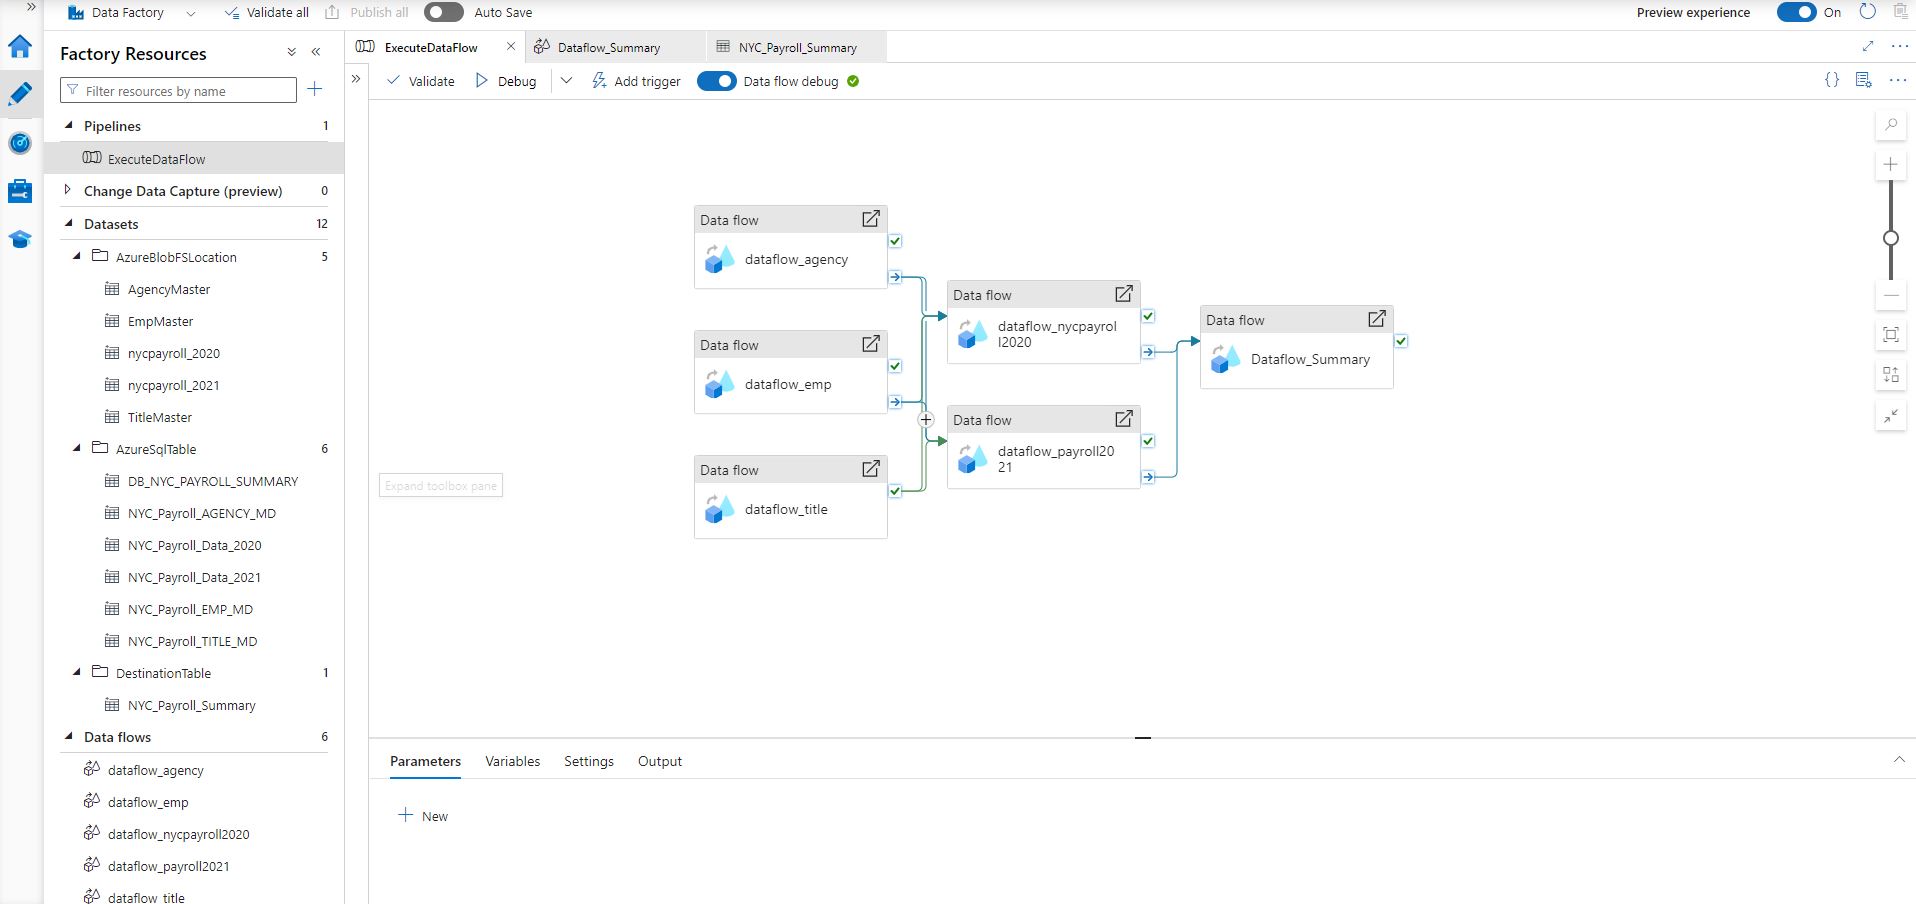 Data Factory
Validate all
Publish all
Auto Save
Preview experience
On
Factory Resources
Filter resources by name
Pipelines 1
ExecuteDataFlow
Change Data Capture (preview) 0
Datasets 12
AzureBlobFSLocation 5
AgencyMaster
EmpMaster
nycpayroll_2020
nycpayroll_2021
TitleMaster
AzureSqlTable 6
DB_NYC_PAYROLL_SUMMARY
NYC_Payroll_AGENCY_MD
NYC_Payroll_Data_2020
NYC_Payroll_Data_2021
NYC_Payroll_EMP_MD
NYC_Payroll_TITLE_MD
DestinationTable 1
NYC_Payroll_Summary
Data flows 6
dataflow_agency
dataflow_emp
dataflow_nycpayroll2020
dataflow_payroll2021
dataflow_title
ExecuteDataFlow
Dataflow_Summary
NYC_Payroll_Summary
Validate
Debug
Add trigger
Data flow debug
Data flow
dataflow_agency
Data flow
dataflow_emp
Data flow
dataflow_title
Data flow
dataflow_nycpayrol
l2020
Data flow
dataflow_payroll20
21
Data flow
Dataflow_Summary
Expand toolbox pane
Parameters
Variables
Settings
Output
New